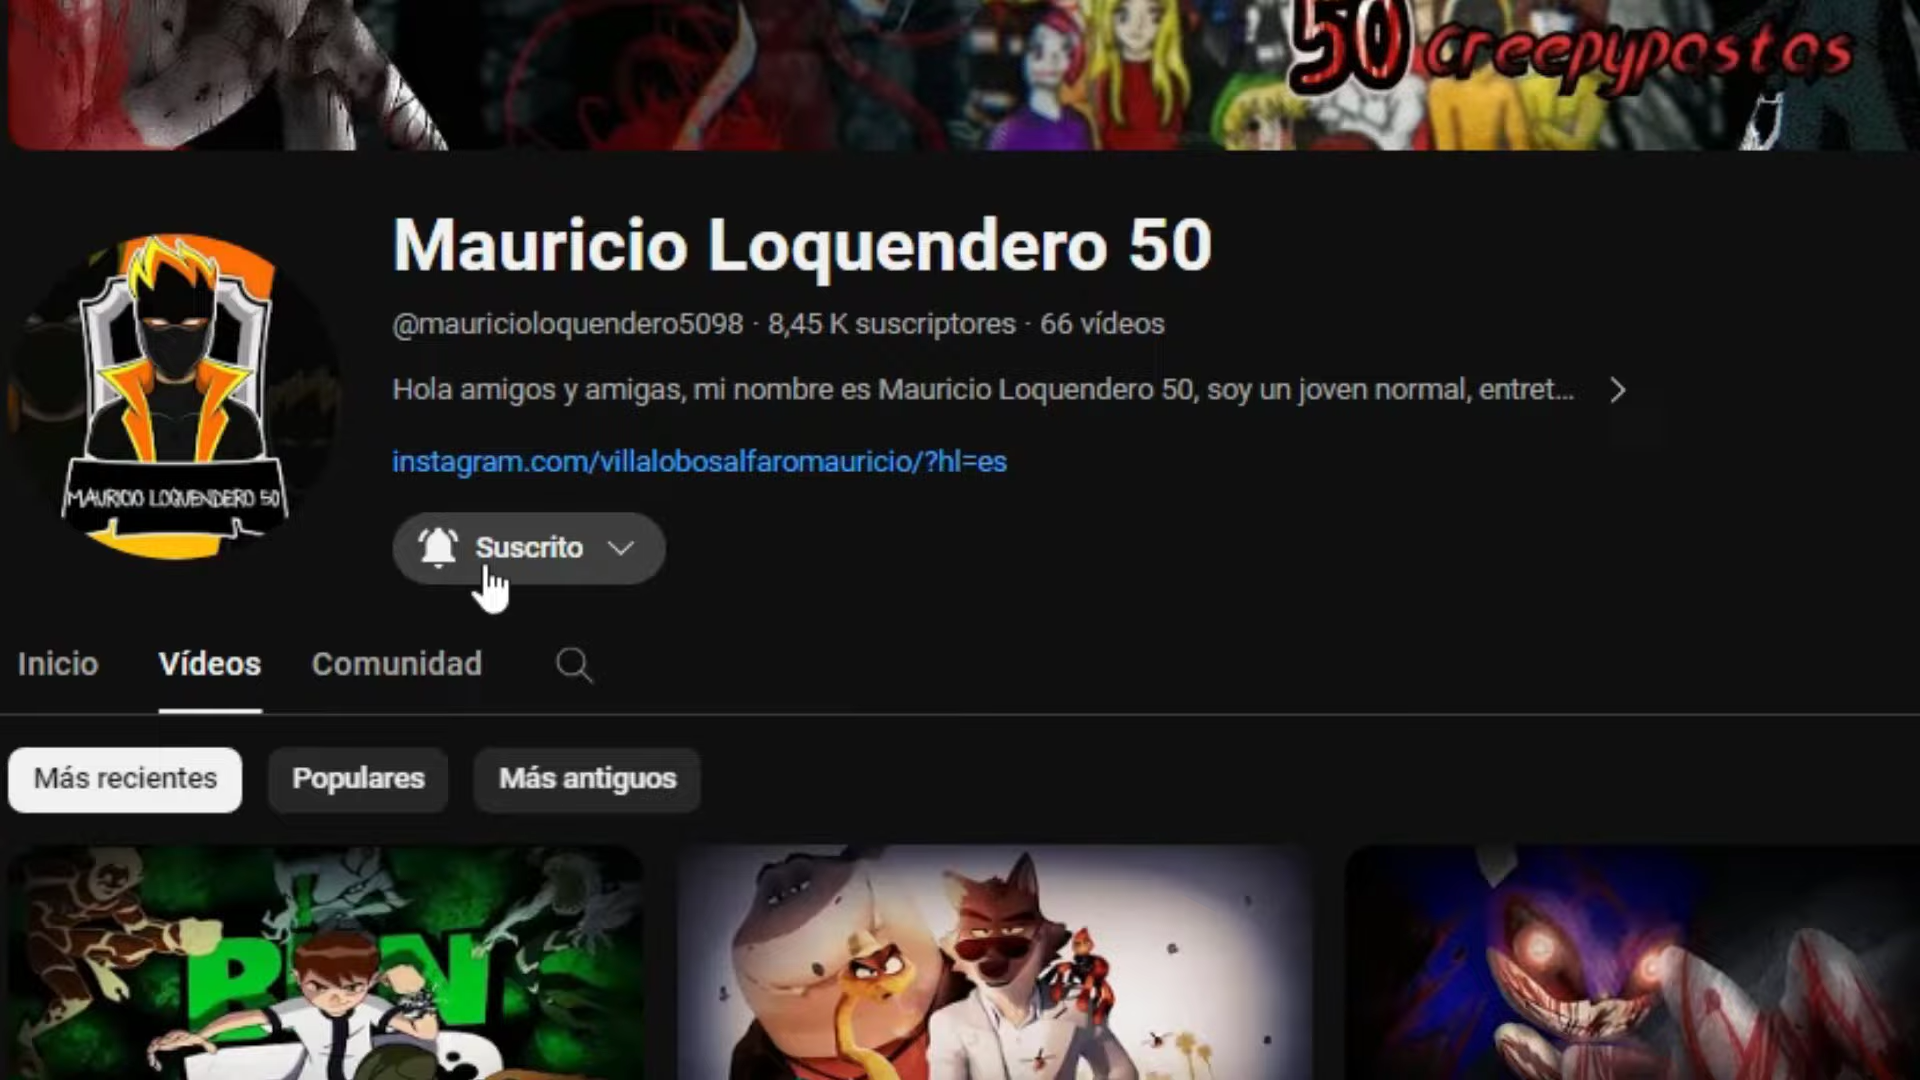 50 creepypastas
Mauricio Loquendero 50
@mauricioloquendero5098 · 8,45 K suscriptores · 66 vídeos
Hola amigos y amigas, mi nombre es Mauricio Loquendero 50, soy un joven normal, entret...
instagram.com/villalobosalfaromauricio/?hl=es
MAURICIO LOQUENDERO 50
Suscrito
Inicio Vídeos Comunidad
Más recientes Populares Más antiguos
BEN